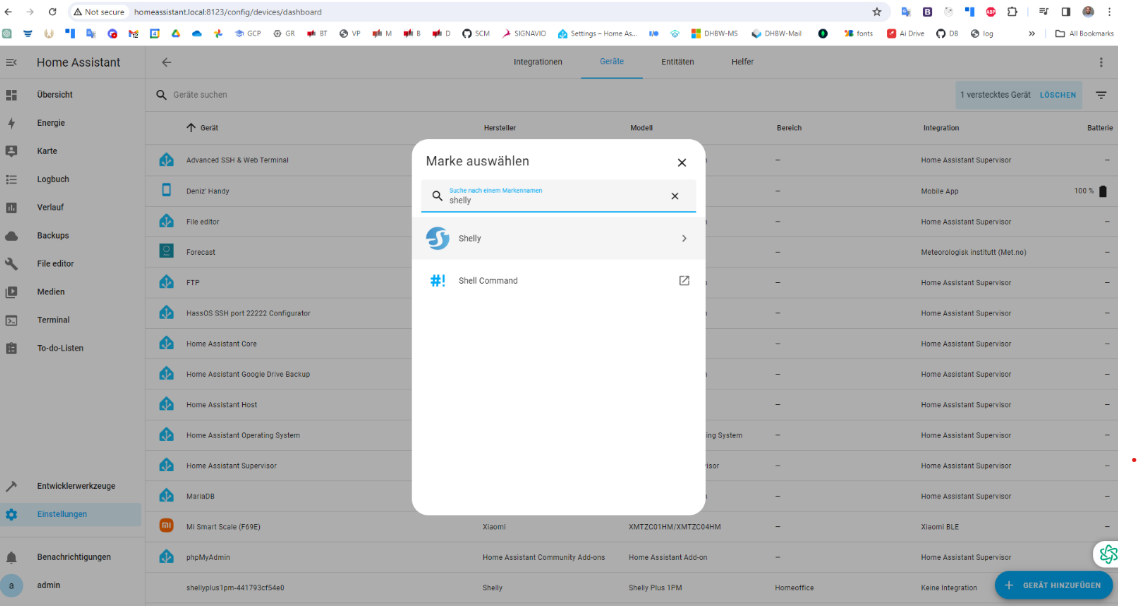 Not secure homeassistant.local:8123/config/devices/dashboard
GCP GR BT VP M B D SCM SIGNAVIO Settings – Home As... DHBW-MS DHBW-Mail fonts Ai Drive DB log » All Bookmarks
Home Assistant Integrationen Geräte Entitäten Helfer
Übersicht Geräte suchen 1 verstecktes Gerät LÖSCHEN
Energie Gerät Hersteller Modell Bereich Integration Batterie
Karte Advanced SSH & Web Terminal – Home Assistant Supervisor –
Logbuch Deniz' Handy – Mobile App 100 %
Verlauf File editor – Home Assistant Supervisor –
Backups Forecast – Meteorologisk institutt (Met.no) –
File editor FTP – Home Assistant Supervisor –
Medien HassOS SSH port 22222 Configurator – Home Assistant Supervisor –
Terminal Home Assistant Core – Home Assistant Supervisor –
To-do-Listen Home Assistant Google Drive Backup – Home Assistant Supervisor –
Home Assistant Host – Home Assistant Supervisor –
Home Assistant Operating System ing System – Home Assistant Supervisor –
Home Assistant Supervisor visor – Home Assistant Supervisor –
Entwicklerwerkzeuge MariaDB – Home Assistant Supervisor –
Einstellungen Mi Smart Scale (F69E) Xiaomi XMTZC01HM/XMTZC04HM – Xiaomi BLE –
Benachrichtigungen phpMyAdmin Home Assistant Community Add-ons Home Assistant Add-on – Home Assistant Supervisor –
a admin shellyplus1pm-441793cf54e0 Shelly Shelly Plus 1PM Homeoffice Keine Integration
GERÄT HINZUFÜGEN
Marke auswählen
Suche nach einem Markennamen
shelly
Shelly
#! Shell Command